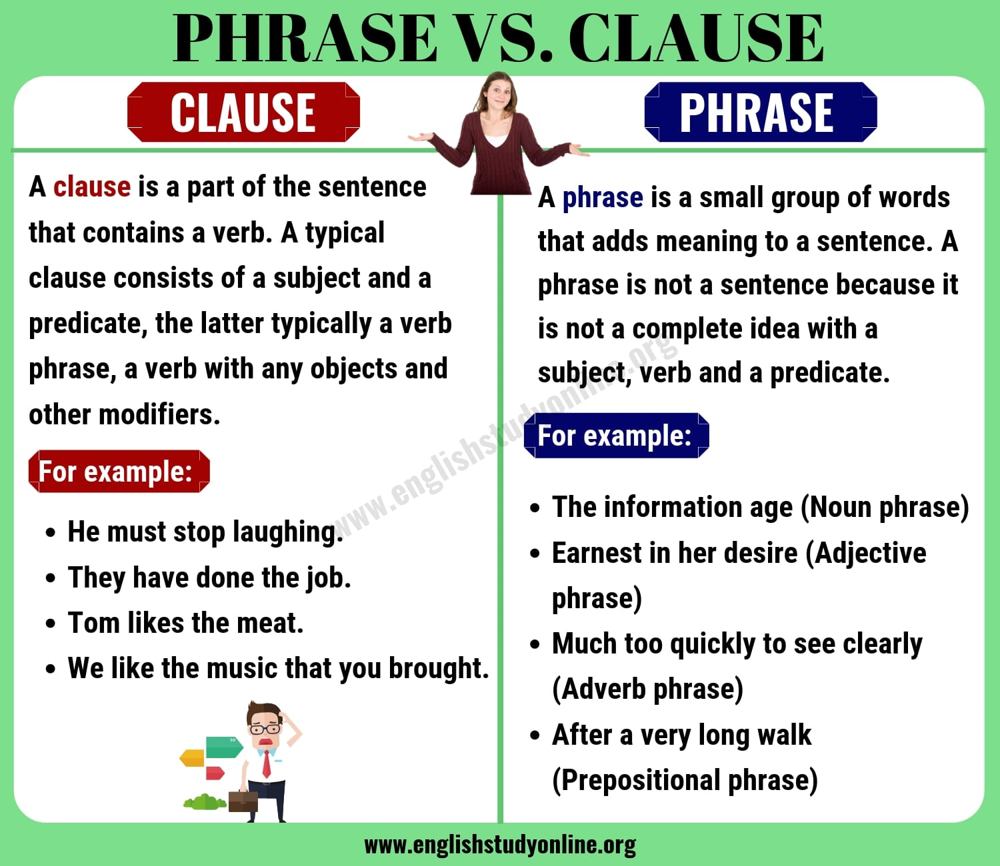 PHRASE VS. CLAUSE
CLAUSE
A clause is a part of the sentence
that contains a verb. A typical
clause consists of a subject and a
predicate, the latter typically a verb
phrase, a verb with any objects and
other modifiers.
For example:
• He must stop laughing.
• They have done the job.
• Tom likes the meat.
• We like the music that you brought.
PHRASE
A phrase is a small group of words
that adds meaning to a sentence. A
phrase is not a sentence because it
is not a complete idea with a
subject, verb and a predicate.
For example:
• The information age (Noun phrase)
• Earnest in her desire (Adjective
phrase)
• Much too quickly to see clearly
(Adverb phrase)
• After a very long walk
(Prepositional phrase)
www.englishstudyonline.org
www.englishstudyonline.org